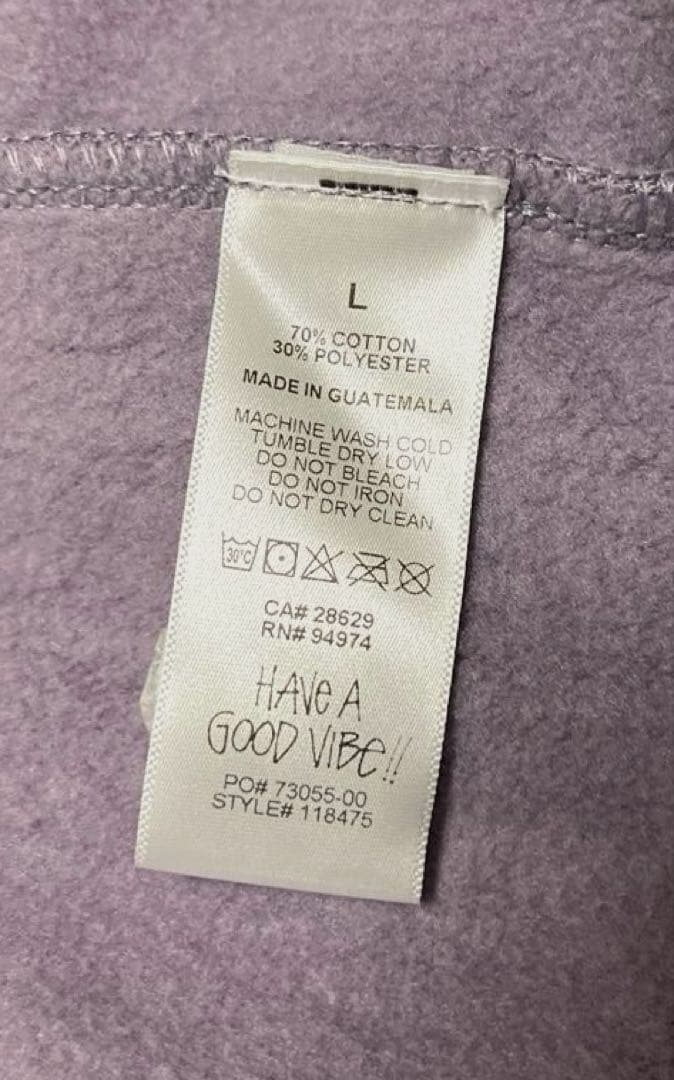 L
70% COTTON
30% POLYESTER
MADE IN GUATEMALA
MACHINE WASH COLD
TUMBLE DRY LOW
DO NOT BLEACH
DO NOT IRON
DO NOT DRY CLEAN
30°C
CA# 28629
RN# 94974
HAVE A
GOOD VIBE!!
PO# 73055-00
STYLE# 118475